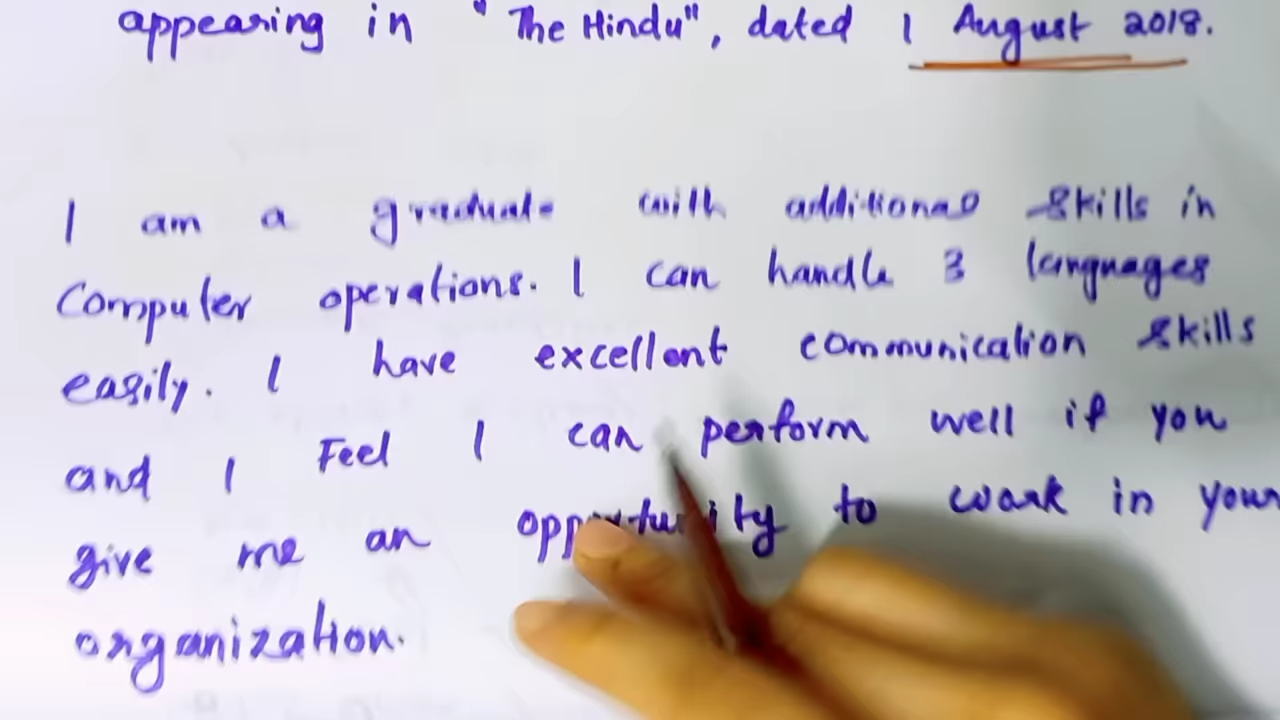 appearing in "The Hindu", dated 1 August 2018.
I am a graduate with additional skills in
Computer operations. I can handle 3 languages
easily. I have excellent communication skills
and I Feel I can perform well if you
give me an opportunity to work in your
organization.